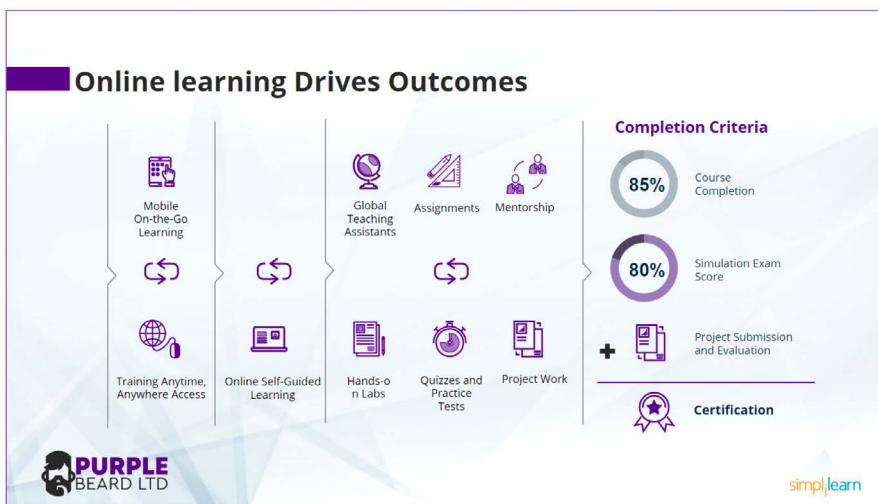 Online learning Drives Outcomes
Mobile
On-the-Go
Learning
Training Anytime,
Anywhere Access
Online Self-Guided
Learning
Global
Teaching
Assistants
Assignments
Mentorship
Hands-o
n Labs
Quizzes and
Practice
Tests
Project Work
Completion Criteria
85%
Course
Completion
80%
Simulation Exam
Score
+
Project Submission
and Evaluation
Certification
PURPLE
BEARD LTD
simplilearn